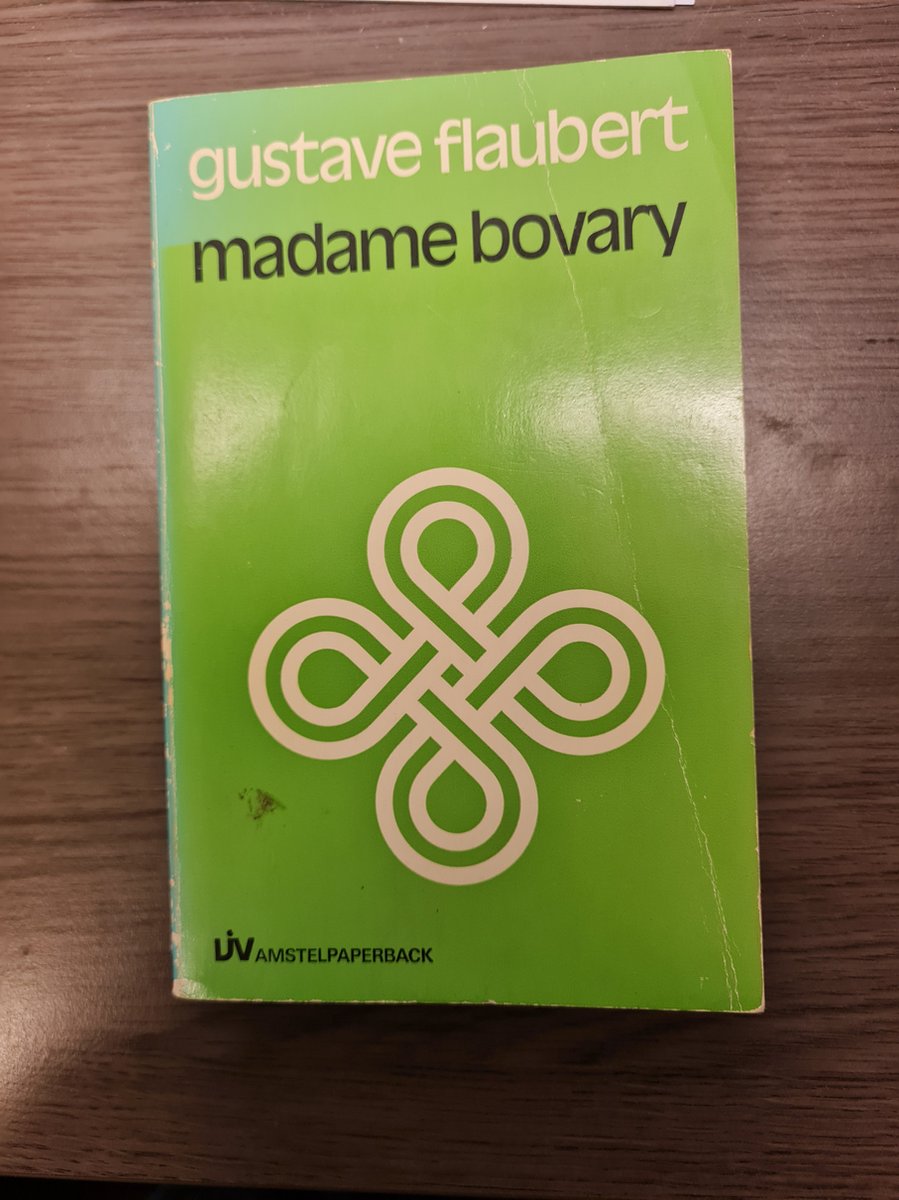 gustave flaubert
madame bovary
AMSTELPAPERBACK